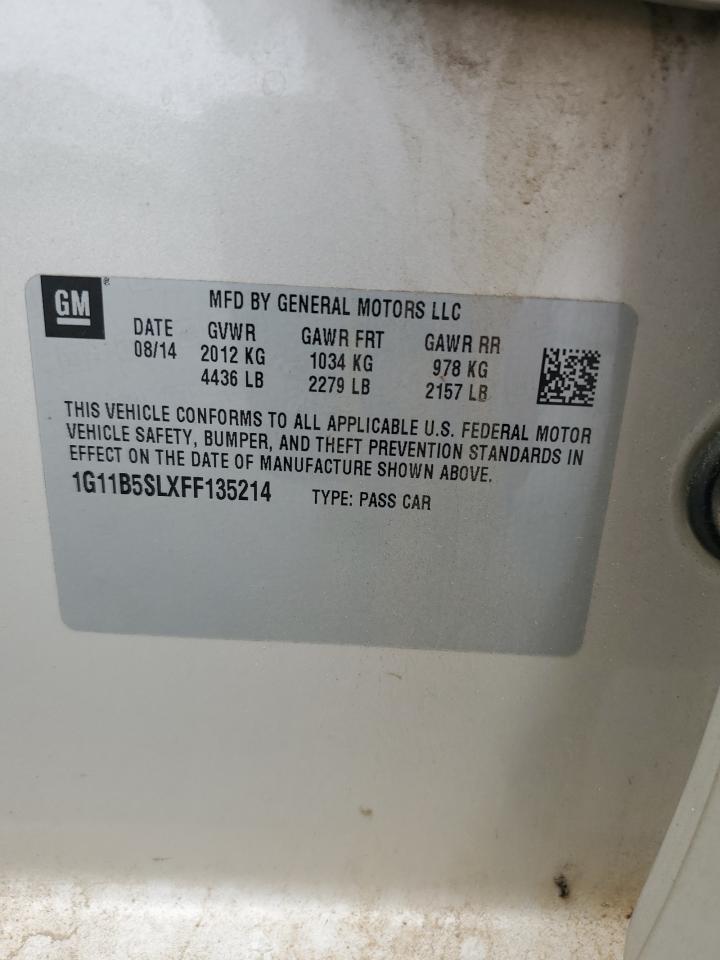 GM
MFD BY GENERAL MOTORS LLC
DATE GVWR GAWR FRT GAWR RR
08/14 2012 KG 1034 KG 978 KG
4436 LB 2279 LB 2157 LB
THIS VEHICLE CONFORMS TO ALL APPLICABLE U.S. FEDERAL MOTOR
VEHICLE SAFETY, BUMPER, AND THEFT PREVENTION STANDARDS IN
EFFECT ON THE DATE OF MANUFACTURE SHOWN ABOVE.
1G11B5SLXFF135214 TYPE: PASS CAR